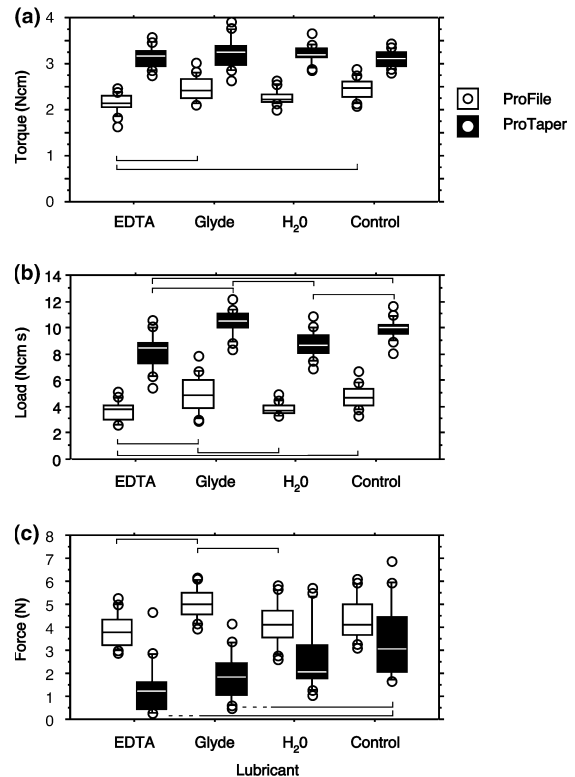 (a)
Torque (Ncm)
4
3
2
1
0
EDTA Glyde H₂0 Control
ProFile
ProTaper
(b)
Load (Ncm s)
14
12
10
8
6
4
2
0
EDTA Glyde H₂0 Control
(c)
Force (N)
8
7
6
5
4
3
2
1
0
EDTA Glyde H₂0 Control
Lubricant